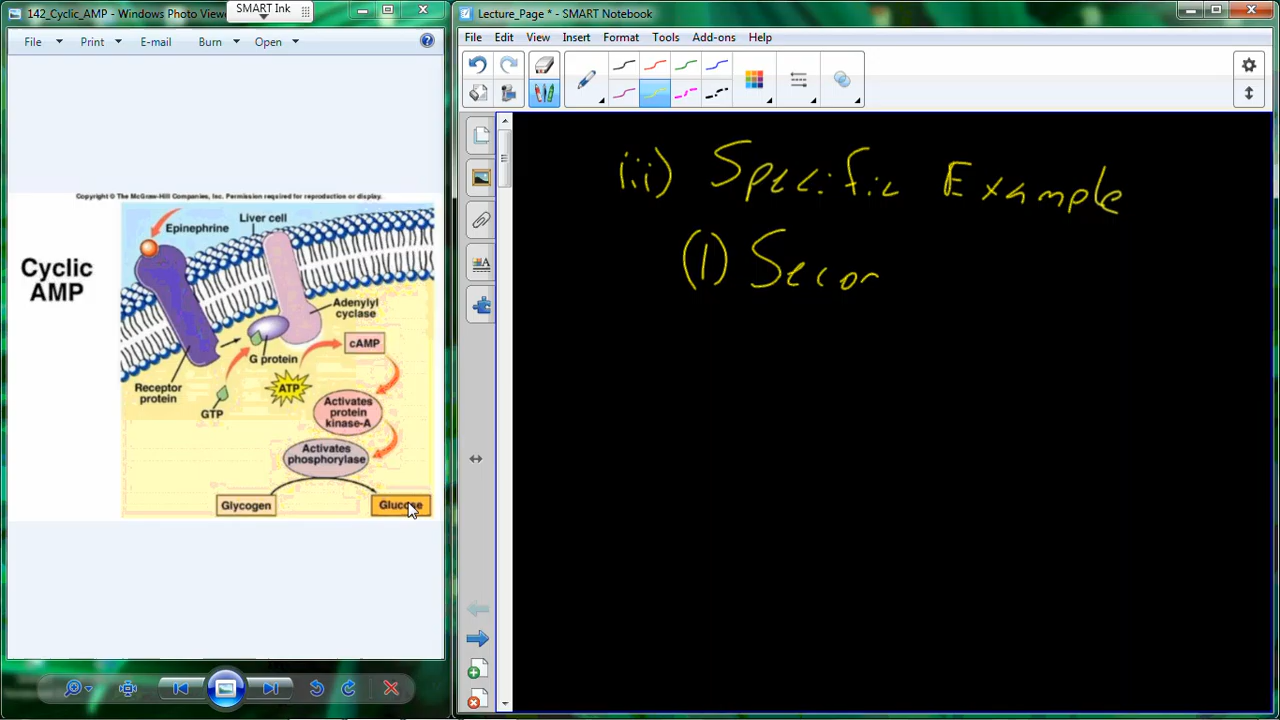 142_Cyclic_AMP - Windows Photo View
SMART Ink
File Print E-mail Burn Open
Copyright © The McGraw-Hill Companies, Inc. Permission required for reproduction or display.
Cyclic
AMP
Epinephrine
Liver cell
Adenylyl
cyclase
G protein
cAMP
Receptor
protein
GTP
ATP
Activates
protein
kinase-A
Activates
phosphorylase
Glycogen
Glucose
Lecture_Page * - SMART Notebook
File Edit View Insert Format Tools Add-ons Help
iii) Specific Example
(1) Secon